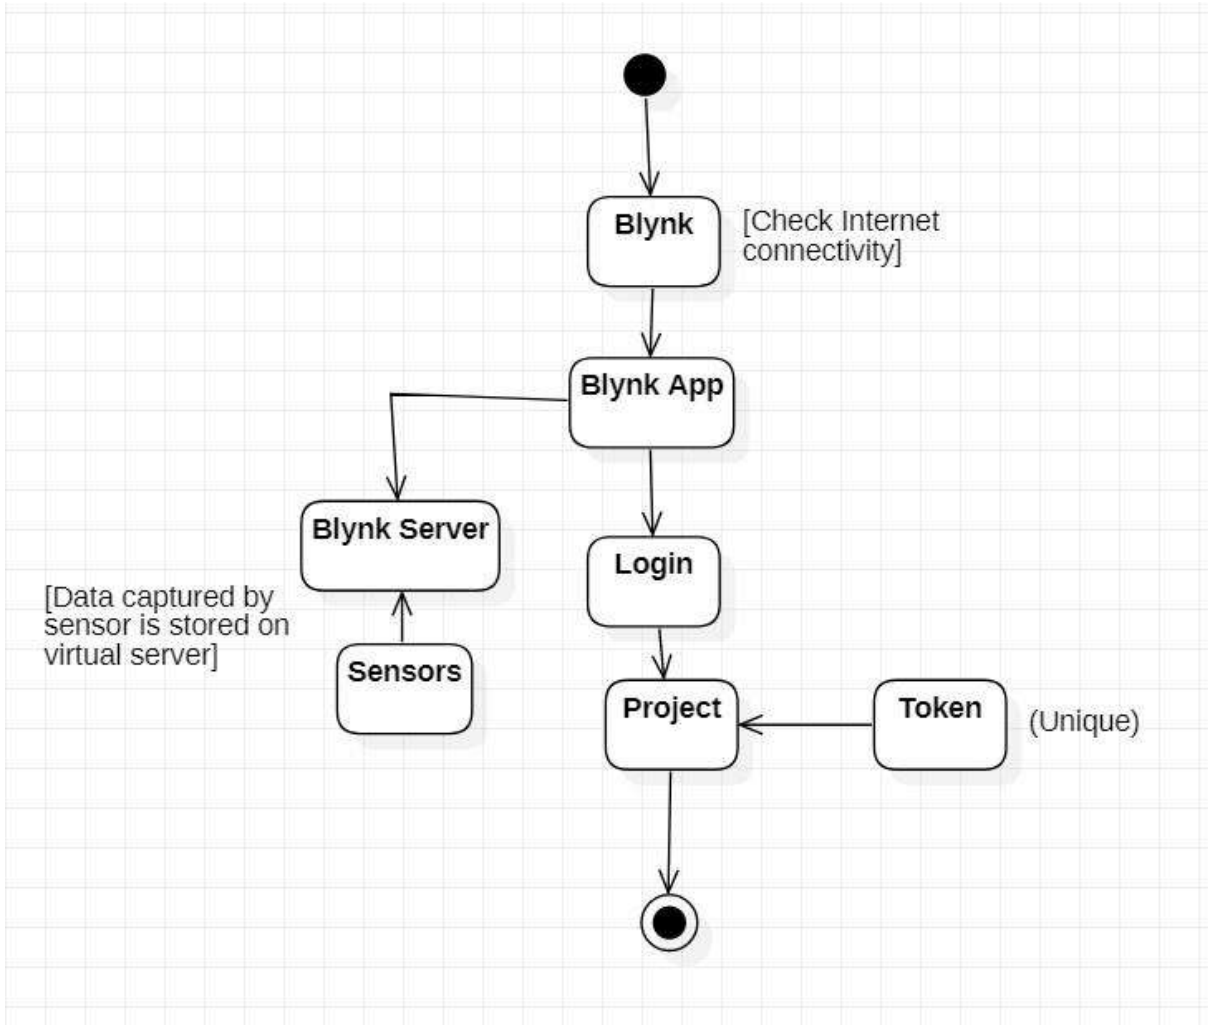 Blynk
[Check Internet
connectivity]
Blynk App
Blynk Server
Login
[Data captured by
sensor is stored on
virtual server]
Sensors
Project
Token
(Unique)